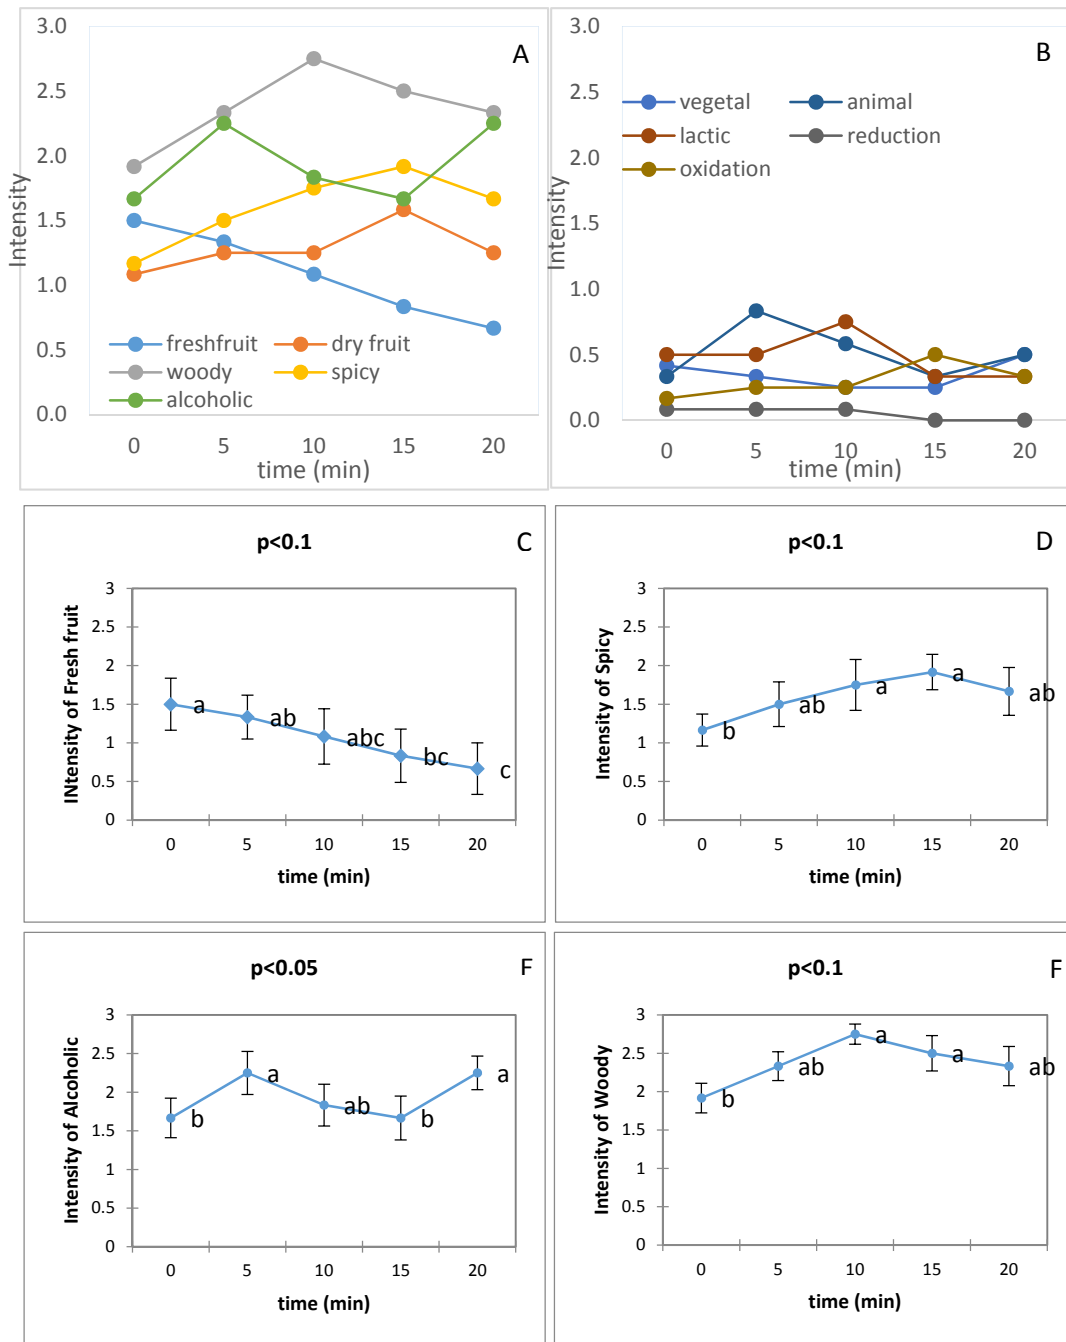 A
3.0
2.5
2.0
1.5
1.0
0.5
0.0
Intensity
freshfruit dry fruit
woody spicy
alcoholic
0 5 10 15 20
time (min)
B
3.0
2.5
2.0
1.5
1.0
0.5
0.0
Intensity
vegetal animal
lactic reduction
oxidation
0 5 10 15 20
time (min)
p<0.1 C
3
2.5
2
1.5
1
0.5
0
INtensity of Fresh fruit
a ab abc bc c
0 5 10 15 20
time (min)
p<0.1 D
3
2.5
2
1.5
1
0.5
0
Intensity of Spicy
b ab a a ab
0 5 10 15 20
time (min)
p<0.05 F
3
2.5
2
1.5
1
0.5
0
Intensity of Alcoholic
b a ab b a
0 5 10 15 20
time (min)
p<0.1 F
3
2.5
2
1.5
1
0.5
0
Intensity of Woody
b ab a a ab
0 5 10 15 20
time (min)